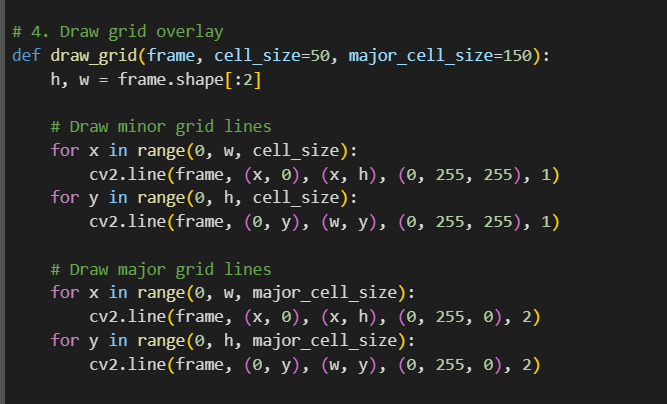 # 4. Draw grid overlay
def draw_grid(frame, cell_size=50, major_cell_size=150):
    h, w = frame.shape[:2]

    # Draw minor grid lines
    for x in range(0, w, cell_size):
        cv2.line(frame, (x, 0), (x, h), (0, 255, 255), 1)
    for y in range(0, h, cell_size):
        cv2.line(frame, (0, y), (w, y), (0, 255, 255), 1)

    # Draw major grid lines
    for x in range(0, w, major_cell_size):
        cv2.line(frame, (x, 0), (x, h), (0, 255, 0), 2)
    for y in range(0, h, major_cell_size):
        cv2.line(frame, (0, y), (w, y), (0, 255, 0), 2)